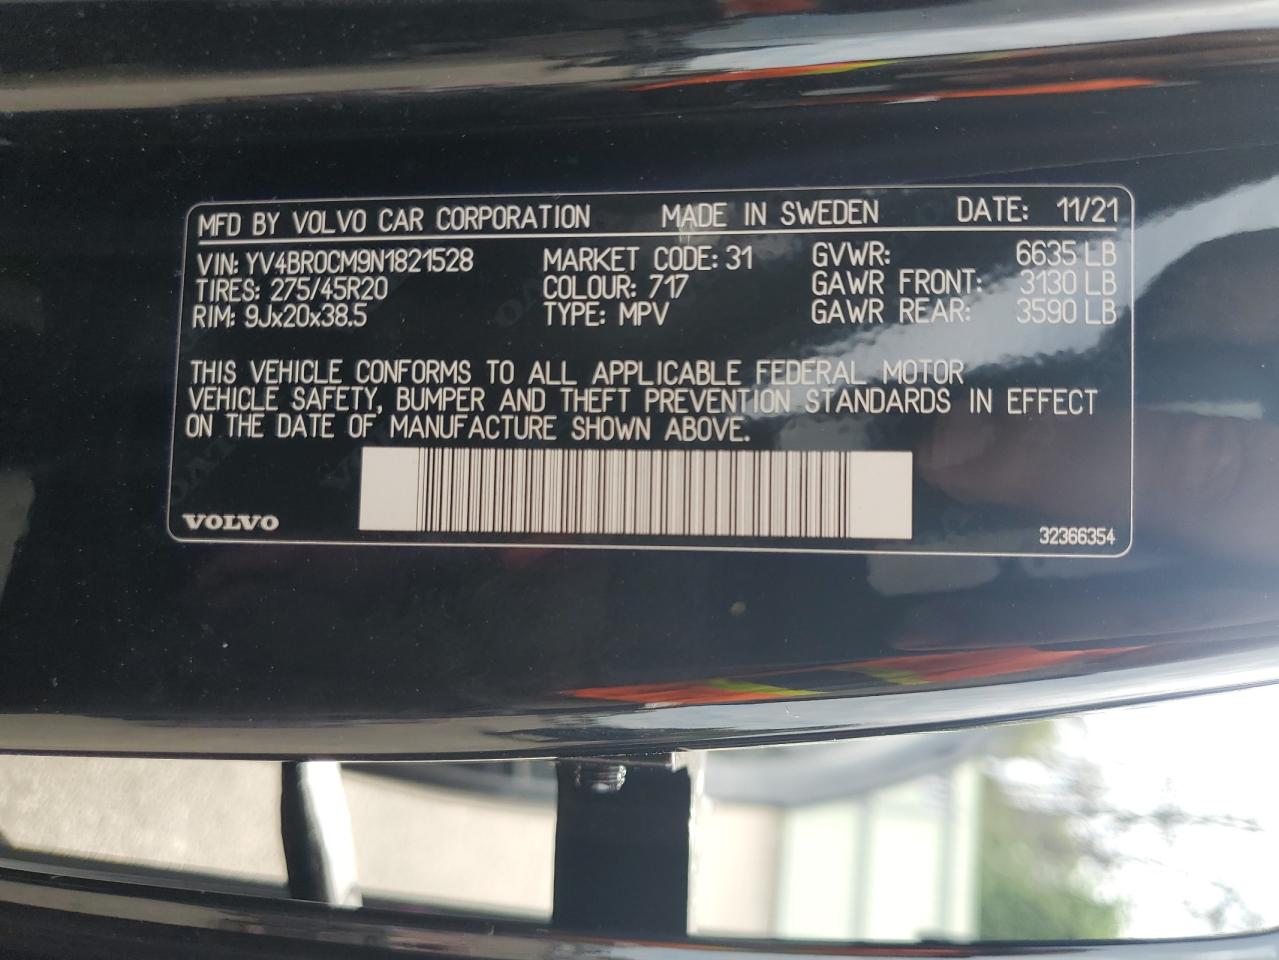 MFD BY VOLVO CAR CORPORATION MADE IN SWEDEN DATE: 11/21
VIN: YV4BR0CM9N1821528 MARKET CODE: 31 GVWR: 6635 LB
TIRES: 275/45R20 COLOUR: 717 GAWR FRONT: 3130 LB
RIM: 9Jx20x38.5 TYPE: MPV GAWR REAR: 3590 LB
THIS VEHICLE CONFORMS TO ALL APPLICABLE FEDERAL MOTOR
VEHICLE SAFETY, BUMPER AND THEFT PREVENTION STANDARDS IN EFFECT
ON THE DATE OF MANUFACTURE SHOWN ABOVE.
VOLVO 32366354